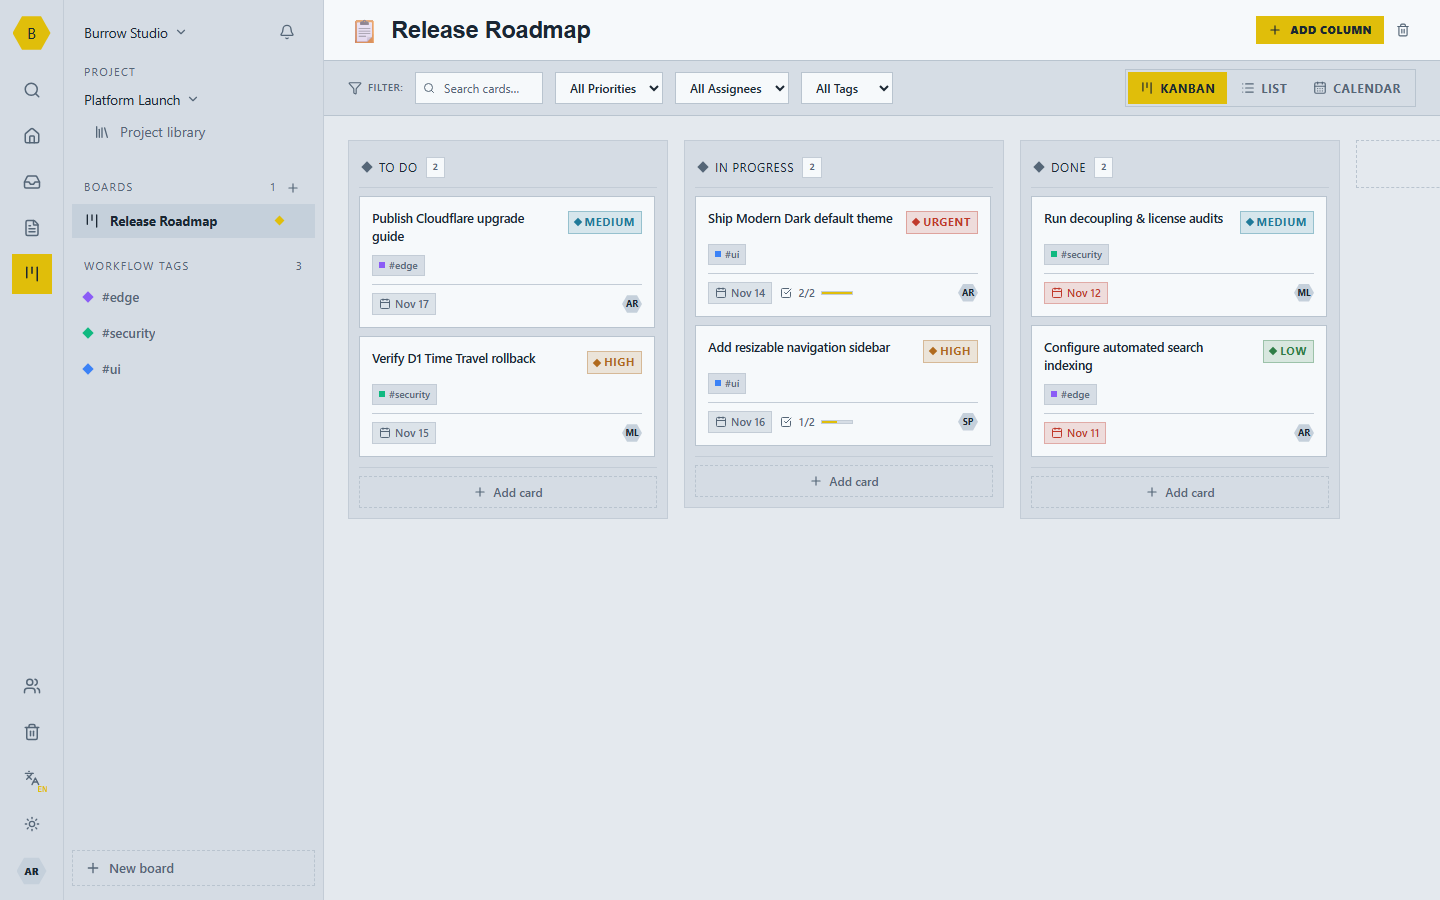 B
Burrow Studio
PROJECT
Platform Launch
Project library
BOARDS 1
Release Roadmap
WORKFLOW TAGS 3
#edge
#security
#ui
EN
AR
New board
Release Roadmap
ADD COLUMN
FILTER:
Search cards...
All Priorities
All Assignees
All Tags
KANBAN
LIST
CALENDAR
TO DO 2
Publish Cloudflare upgrade
guide
MEDIUM
#edge
Nov 17
AR
Verify D1 Time Travel rollback
HIGH
#security
Nov 15
ML
Add card
IN PROGRESS 2
Ship Modern Dark default theme
URGENT
#ui
Nov 14
2/2
AR
Add resizable navigation sidebar
HIGH
#ui
Nov 16
1/2
SP
Add card
DONE 2
Run decoupling & license audits
MEDIUM
#security
Nov 12
ML
Configure automated search
indexing
LOW
#edge
Nov 11
AR
Add card